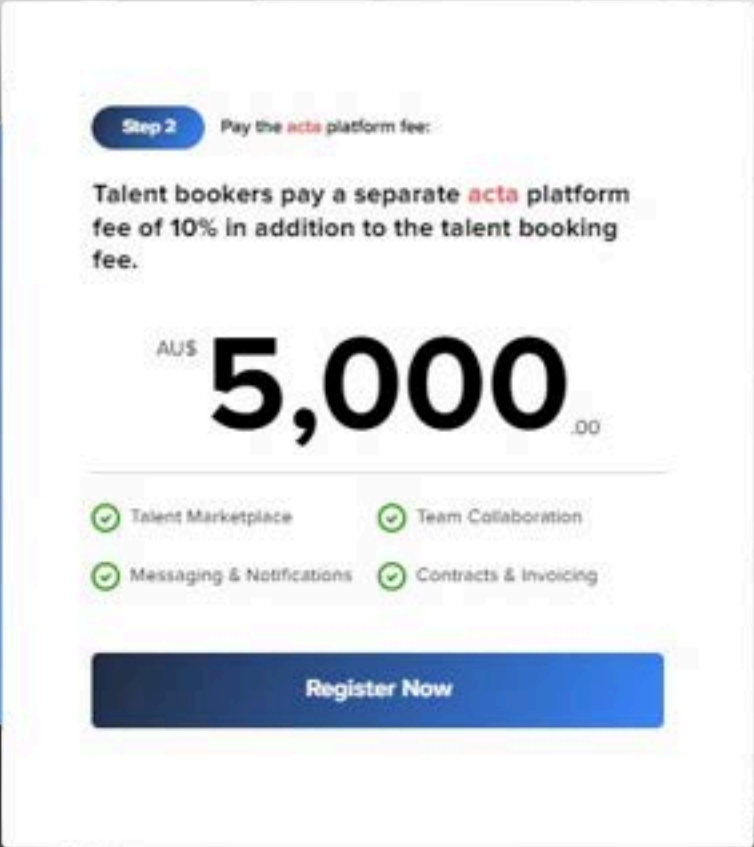 Step 2
Pay the acta platform fee:
Talent bookers pay a separate acta platform
fee of 10% in addition to the talent booking
fee.
AU$ 5,000 .00
Talent Marketplace
Team Collaboration
Messaging & Notifications
Contracts & Invoicing
Register Now